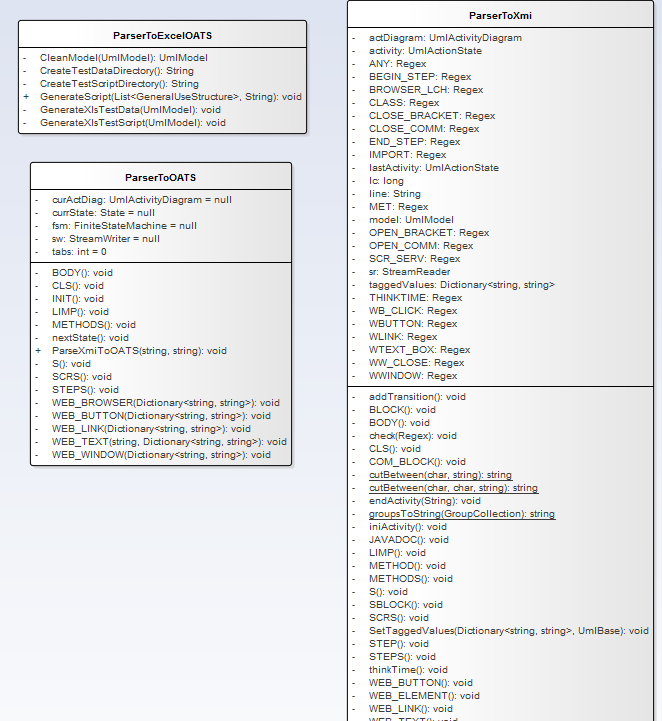 ParserToExcelOATS
- CleanModel(UmlModel): UmlModel
- CreateTestDataDirectory(): String
- CreateTestScriptDirectory(): String
+ GenerateScript(List<GeneralUseStructure>, String): void
- GenerateXlsTestData(UmlModel): void
- GenerateXlsTestScript(UmlModel): void
ParserToOATS
- curActDiag: UmlActivityDiagram = null
- currState: State = null
- fsm: FiniteStateMachine = null
- sw: StreamWriter = null
- tabs: int = 0
- BODY(): void
- CLS(): void
- INIT(): void
- LIMP(): void
- METHODS(): void
- nextState(): void
+ ParseXmiToOATS(string, string): void
- S(): void
- SCRS(): void
- STEPS(): void
- WEB_BROWSER(Dictionary<string, string>): void
- WEB_BUTTON(Dictionary<string, string>): void
- WEB_LINK(Dictionary<string, string>): void
- WEB_TEXT(string, Dictionary<string, string>): void
- WEB_WINDOW(Dictionary<string, string>): void
ParserToXmi
- actDiagram: UmlActivityDiagram
- activity: UmlActionState
- ANY: Regex
- BEGIN_STEP: Regex
- BROWSER_LCH: Regex
- CLASS: Regex
- CLOSE_BRACKET: Regex
- CLOSE_COMM: Regex
- END_STEP: Regex
- IMPORT: Regex
- lastActivity: UmlActionState
- lc: long
- line: String
- MET: Regex
- model: UmlModel
- OPEN_BRACKET: Regex
- OPEN_COMM: Regex
- SCR_SERV: Regex
- sr: StreamReader
- taggedValues: Dictionary<string, string>
- THINKTIME: Regex
- WB_CLICK: Regex
- WBUTTON: Regex
- WLINK: Regex
- WTEXT_BOX: Regex
- WW_CLOSE: Regex
- WWINDOW: Regex
- addTransition(): void
- BLOCK(): void
- BODY(): void
- check(Regex): void
- CLS(): void
- COM_BLOCK(): void
- cutBetween(char, string): string
- cutBetween(char, char, string): string
- endActivity(String): void
- groupsToString(GroupCollection): string
- iniActivity(): void
- JAVADOC(): void
- LIMP(): void
- METHOD(): void
- METHODS(): void
- S(): void
- SBLOCK(): void
- SCRS(): void
- SetTaggedValues(Dictionary<string, string>, UmlBase): void
- STEP(): void
- STEPS(): void
- thinkTime(): void
- WEB_BUTTON(): void
- WEB_ELEMENT(): void
- WEB_LINK(): void
- WEB_TEXT(): void